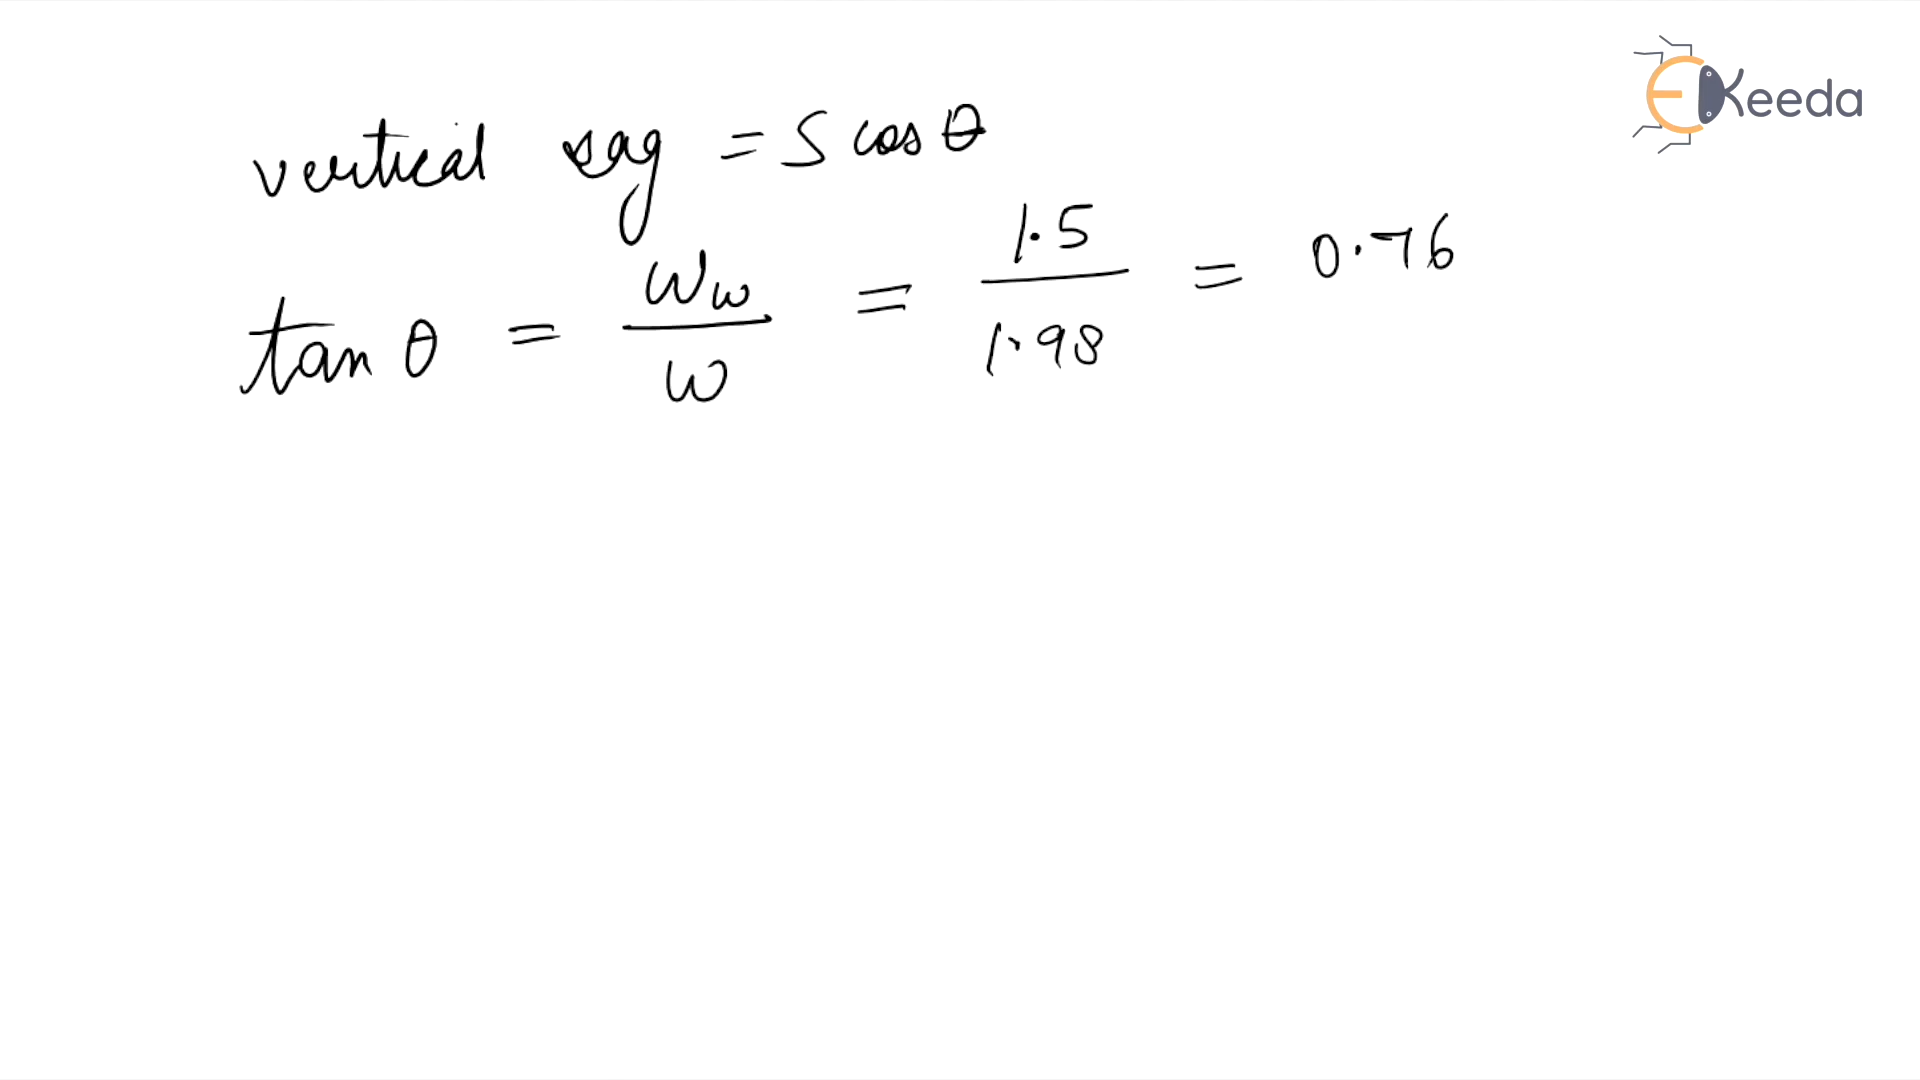 EKeeda
vertical sag = S cos θ
tan θ = Ww / w = 1.5 / 1.98 = 0.76